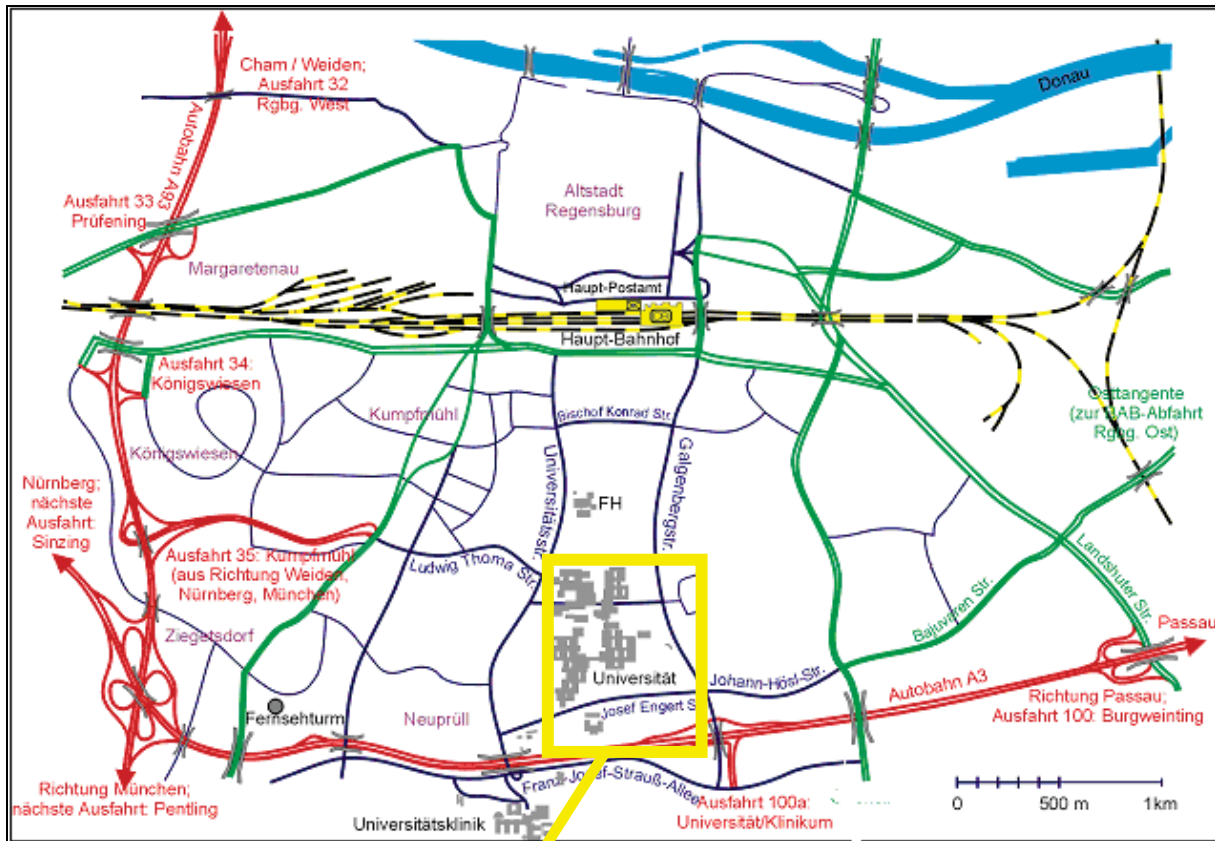 Cham / Weiden;
Ausfahrt 32
Rgbg. West
Donau
Autobahn A93
Ausfahrt 33
Prüfening
Altstadt
Regensburg
Margaretenau
Haupt-Postamt
Haupt-Bahnhof
Ausfahrt 34:
Königswiesen
Kumpfmühl
Bischof Konrad Str.
Osttangente
(zur BAB-Abfahrt
Rgbg. Ost)
Königswiesen
Universitätsstr.
Galgenbergstr.
Nürnberg;
nächste
Ausfahrt:
Sinzing
FH
Ausfahrt 35: Kumpfmühl
(aus Richtung Weiden,
Nürnberg, München)
Ludwig Thoma Str.
Landshuter Str.
Bajuwaren Str.
Ziegetsdorf
Passau
Universität
Johann-Hösl-Str.
Autobahn A3
Josef Engert S
Richtung Passau;
Ausfahrt 100: Burgweinting
Fernsehturm
Neuprüll
Richtung München;
nächste Ausfahrt: Pentling
Franz-Josef-Strauß-Allee
Ausfahrt 100a:
Universität/Klinikum
Universitätsklinik
0 500 m 1km